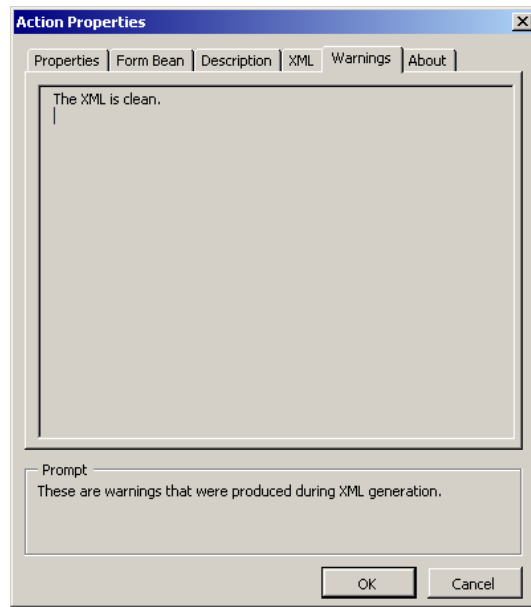 Action Properties
Properties Form Bean Description XML Warnings About
The XML is clean.
Prompt
These are warnings that were produced during XML generation.
OK Cancel